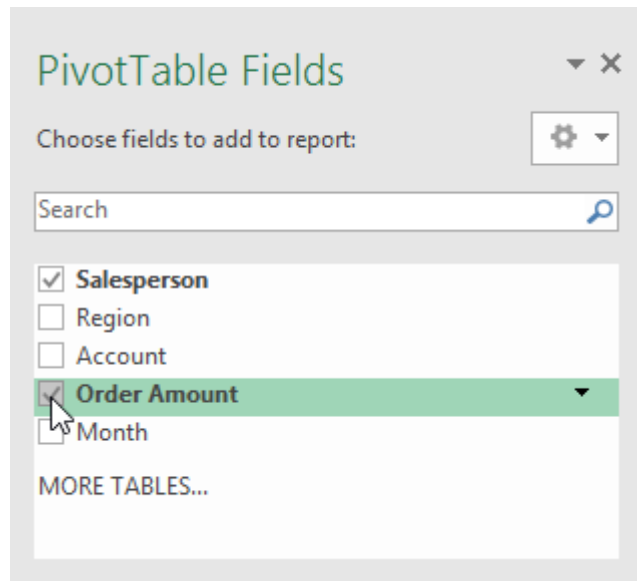 PivotTable Fields
Choose fields to add to report:
Search
Salesperson
Region
Account
Order Amount
Month
MORE TABLES...